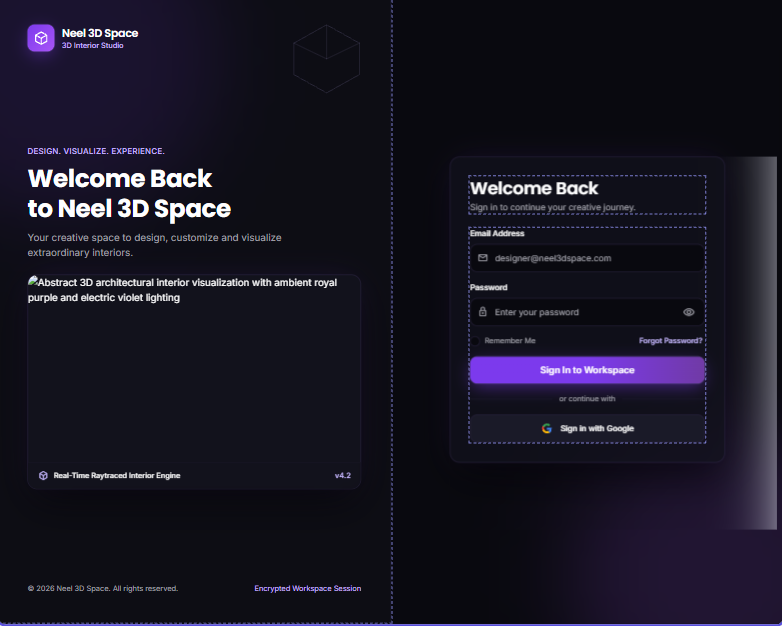 Neel 3D Space
3D Interior Studio
DESIGN. VISUALIZE. EXPERIENCE.
Welcome Back
to Neel 3D Space
Your creative space to design, customize and visualize
extraordinary interiors.
Abstract 3D architectural interior visualization with ambient royal
purple and electric violet lighting
Real-Time Raytraced Interior Engine
v4.2
© 2026 Neel 3D Space. All rights reserved.
Encrypted Workspace Session
Welcome Back
Sign in to continue your creative journey.
Email Address
designer@neel3dspace.com
Password
Enter your password
Remember Me
Forgot Password?
Sign In to Workspace
or continue with
Sign in with Google